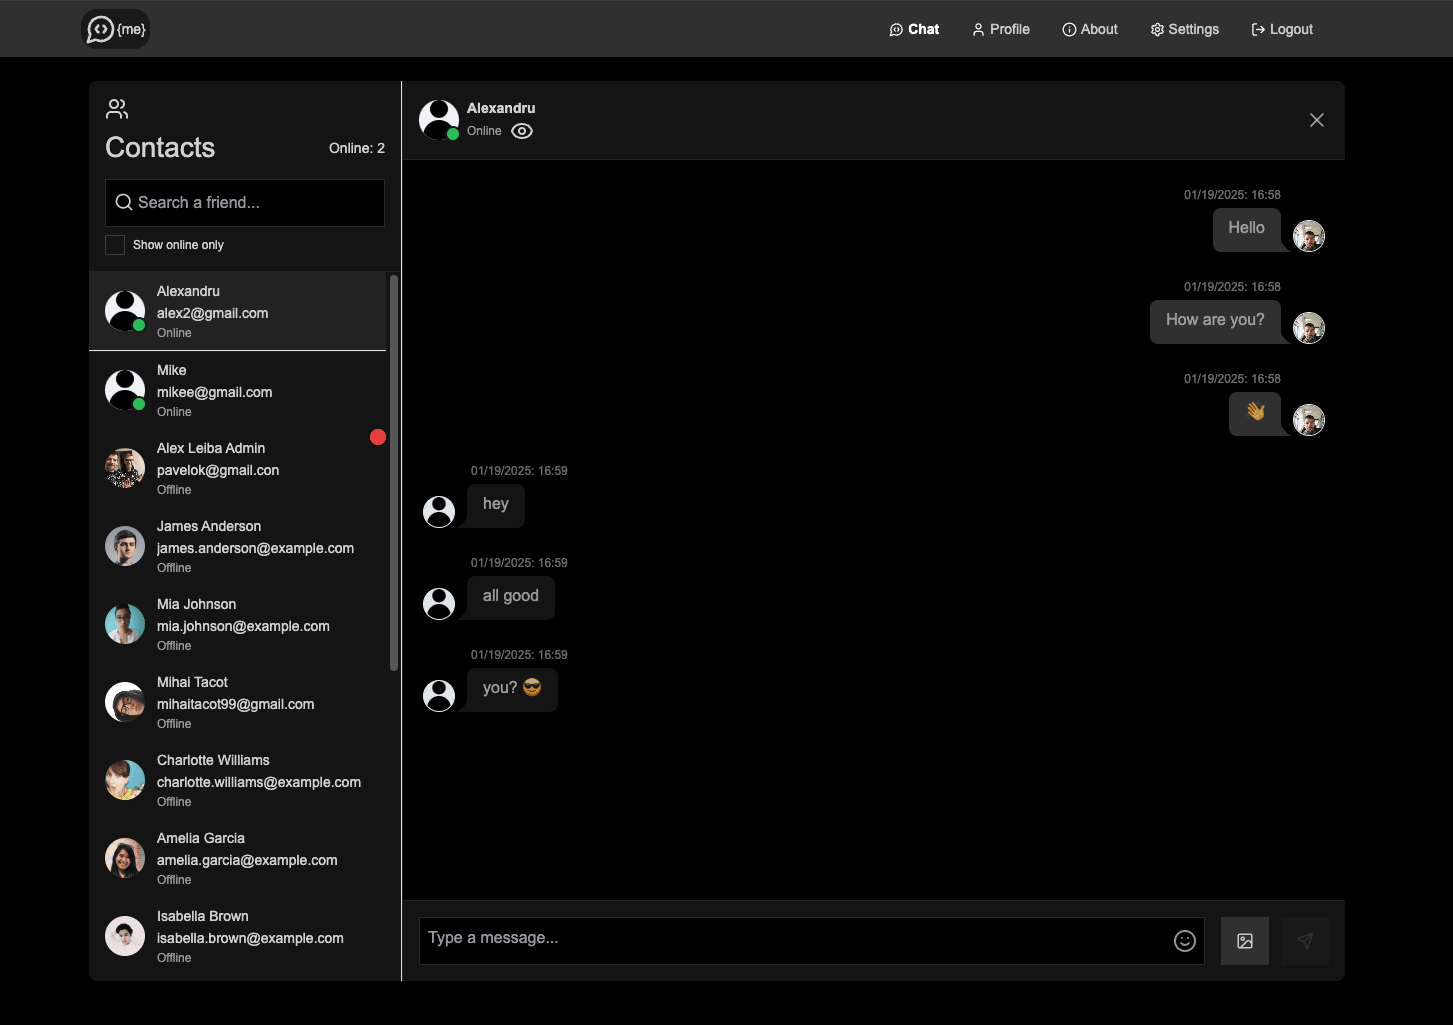 {me}
Chat
Profile
About
Settings
Logout
Contacts
Online: 2
Search a friend...
Show online only
Alexandru
alex2@gmail.com
Online
Mike
mikee@gmail.com
Online
Alex Leiba Admin
pavelok@gmail.con
Offline
James Anderson
james.anderson@example.com
Offline
Mia Johnson
mia.johnson@example.com
Offline
Mihai Tacot
mihaitacot99@gmail.com
Offline
Charlotte Williams
charlotte.williams@example.com
Offline
Amelia Garcia
amelia.garcia@example.com
Offline
Isabella Brown
isabella.brown@example.com
Offline
Alexandru
Online
01/19/2025: 16:58
Hello
01/19/2025: 16:58
How are you?
01/19/2025: 16:58
👋
01/19/2025: 16:59
hey
01/19/2025: 16:59
all good
01/19/2025: 16:59
you? 😎
Type a message...